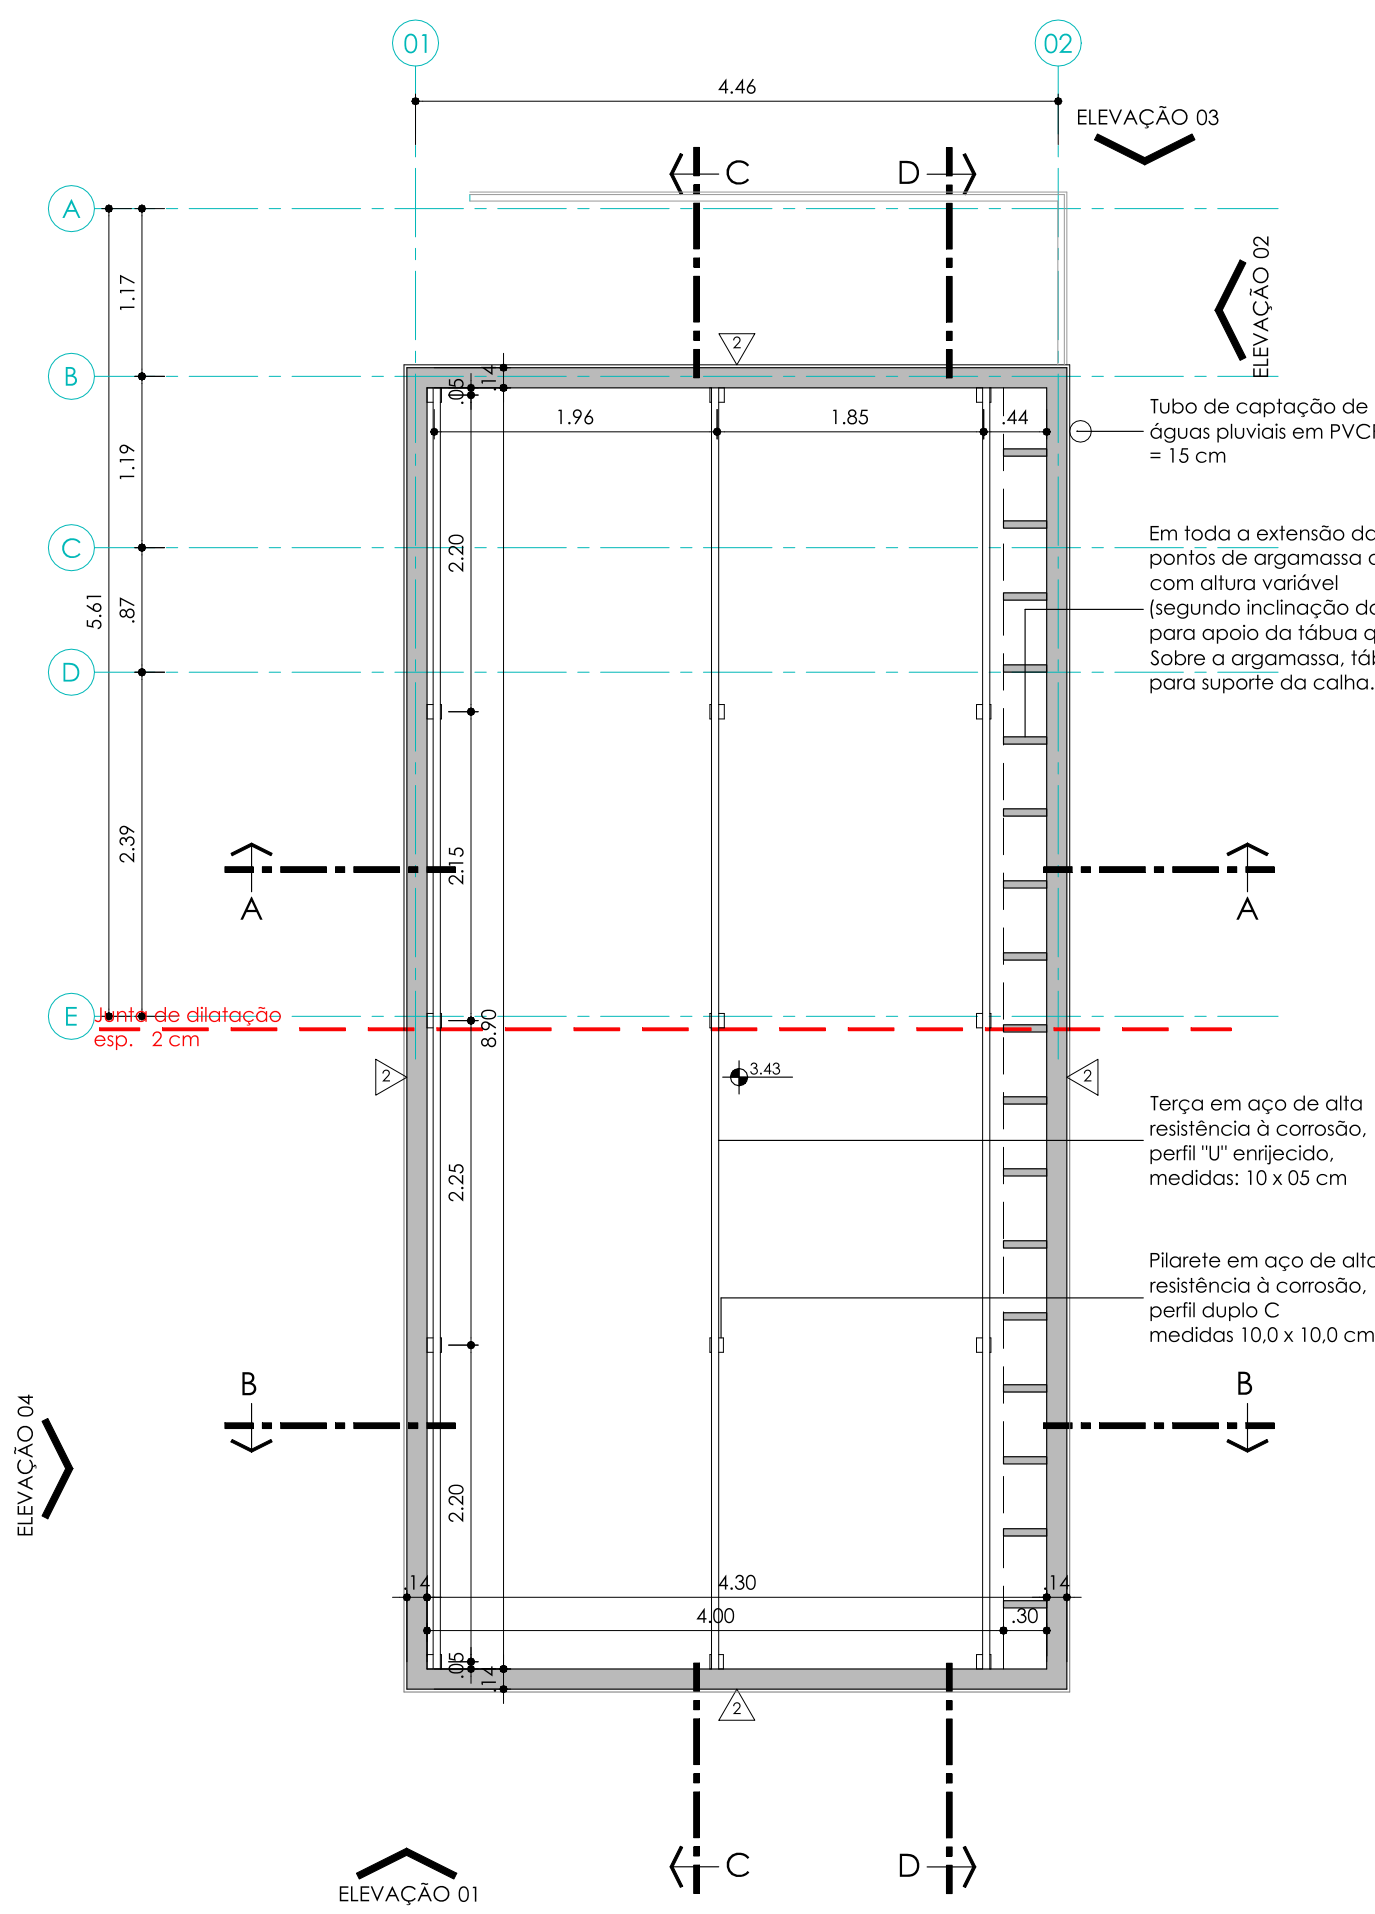 01
02
4.46
ELEVAÇÃO 03
C
D
A
ELEVAÇÃO 02
1.17
2
B
.05
.14
1.96
1.85
.44
Tubo de captação de
águas pluviais em PVC
= 15 cm
1.19
2.20
C
Em toda a extensão
pontos de argamassa
com altura variável
(segundo inclinação
para apoio da tábua
Sobre a argamassa,
para suporte da calha.
5.61
.87
D
2.39
2.15
A
A
E
Junta de dilatação
esp. 2 cm
8.90
2
3.43
2
Terça em aço de alta
resistência à corrosão,
perfil "U" enrijecido,
medidas: 10 x 05 cm
2.25
Pilarete em aço de alta
resistência à corrosão,
perfil duplo C
medidas 10,0 x 10,0 cm
B
B
ELEVAÇÃO 04
2.20
.14
4.30
.14
4.00
.30
.05
.14
2
C
D
ELEVAÇÃO 01